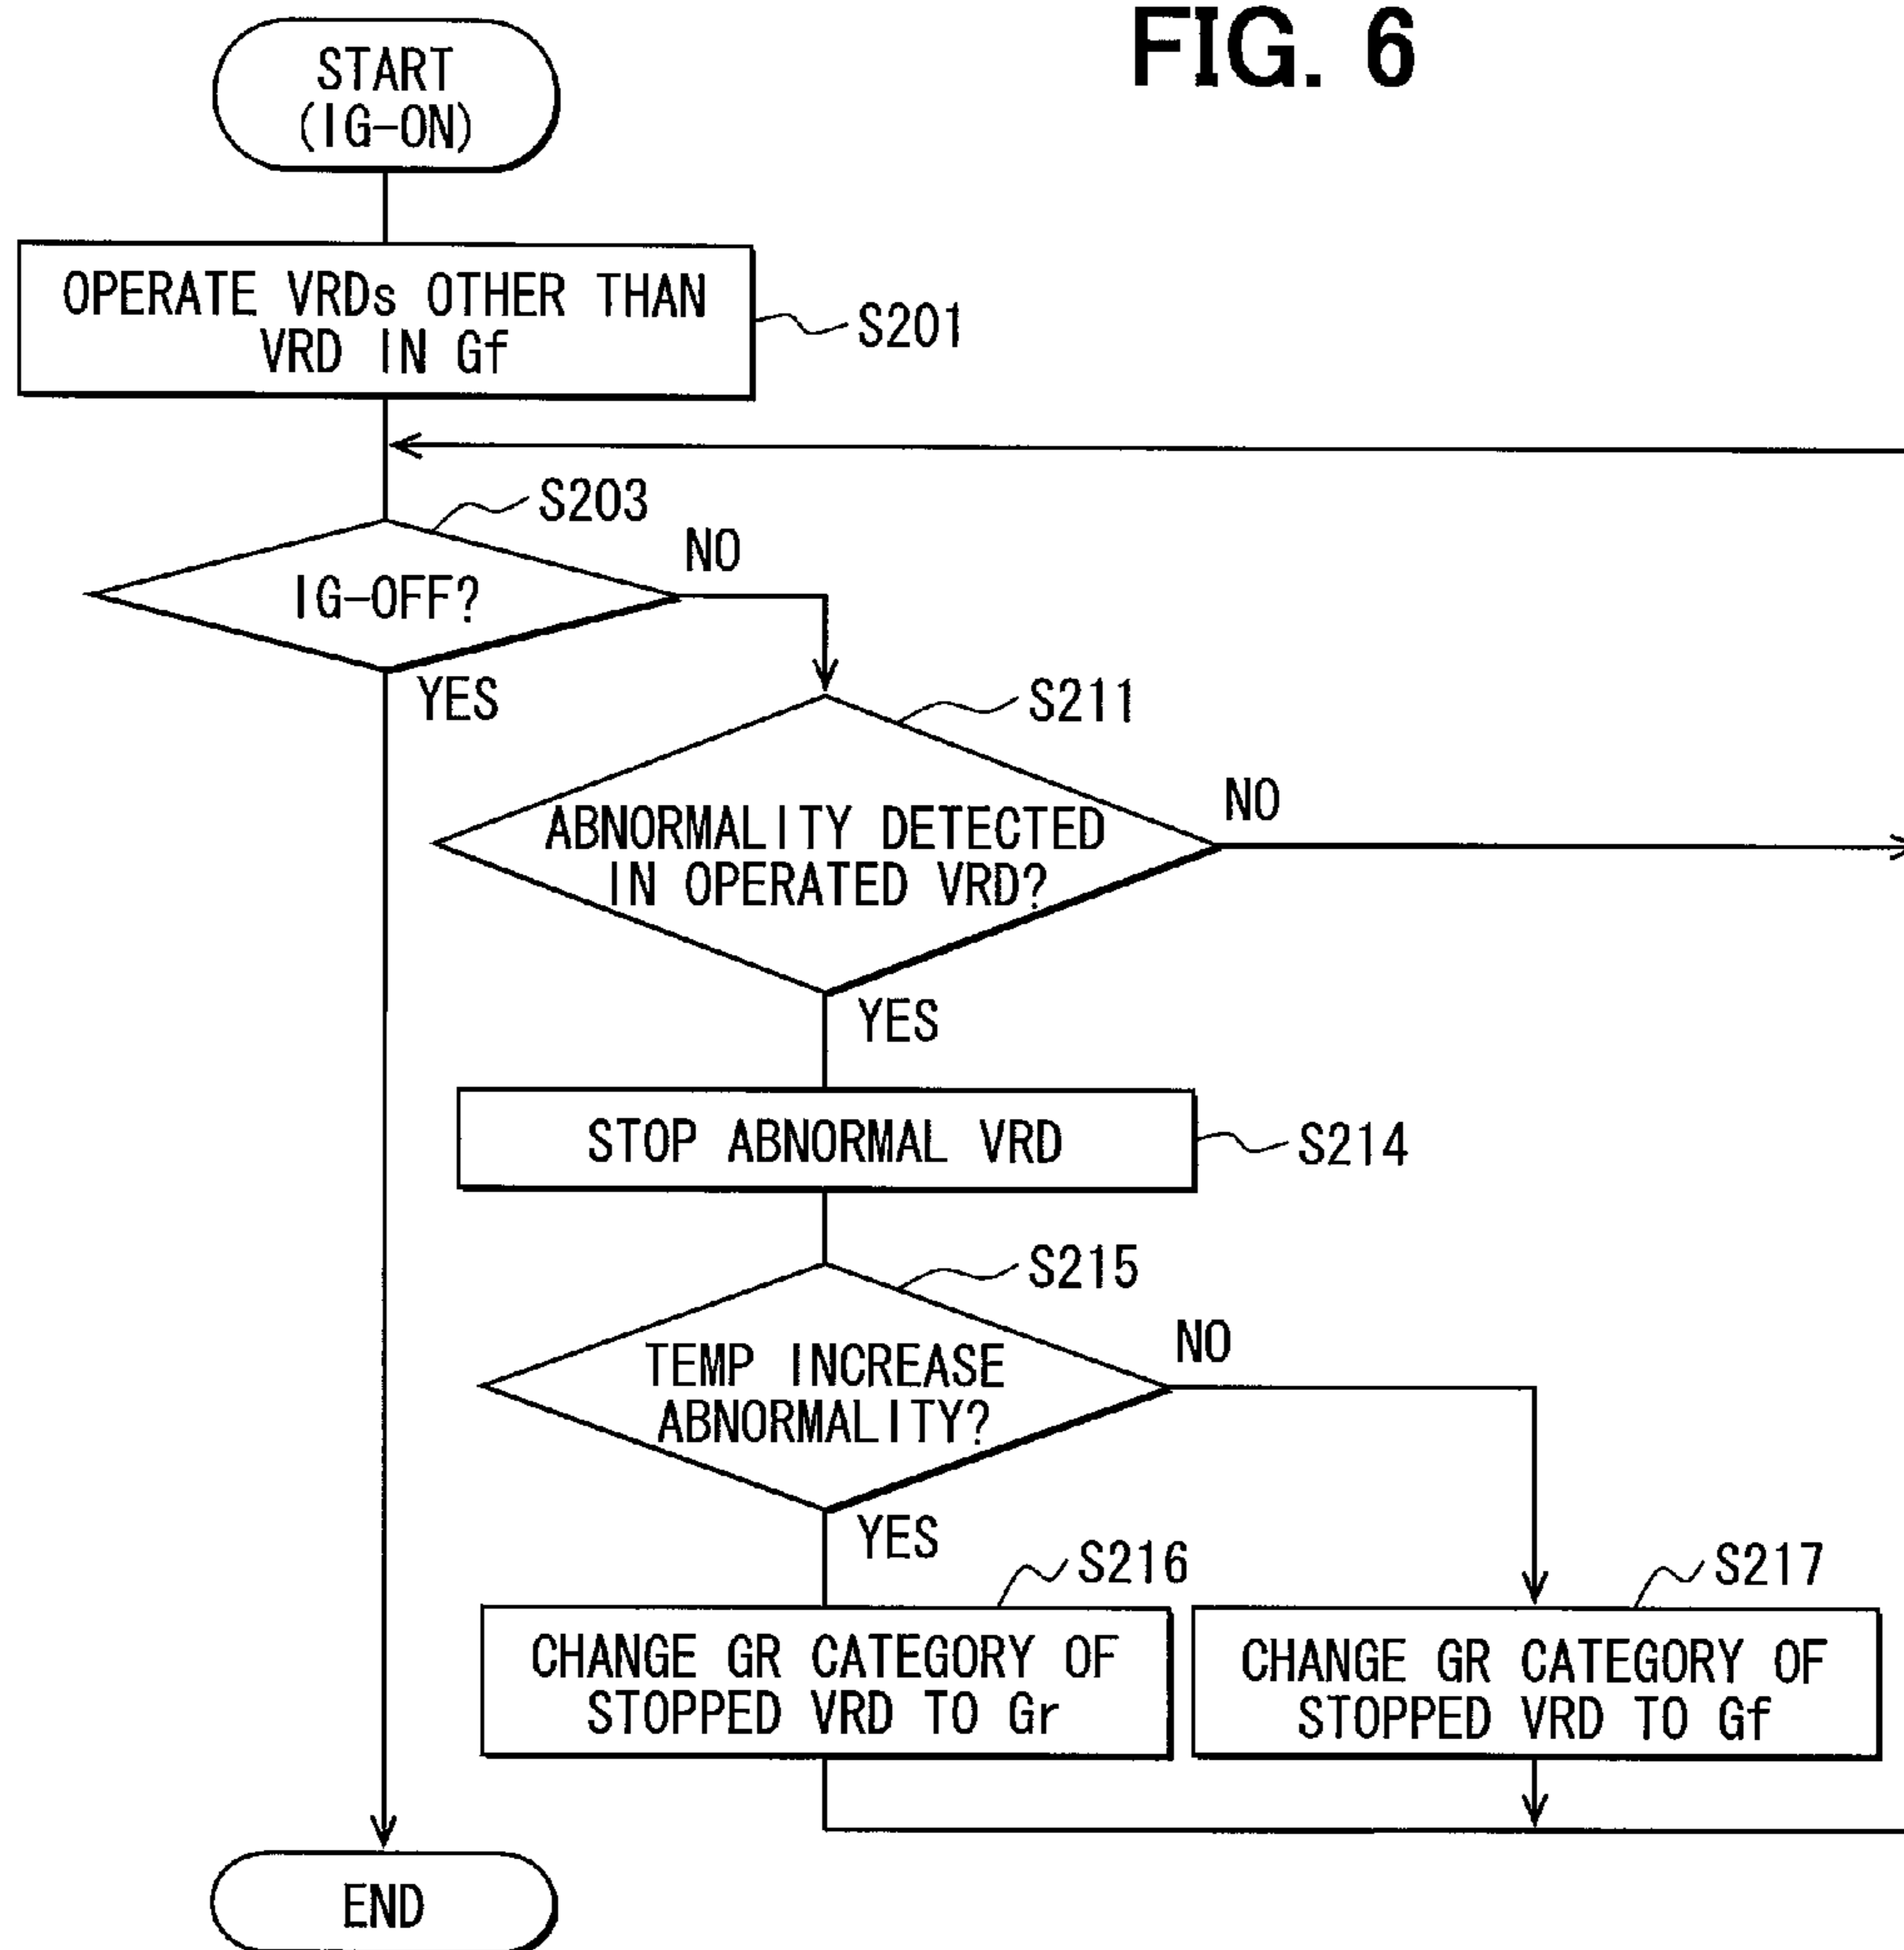 FIG. 6
START
(IG-ON)
OPERATE VRDs OTHER THAN
VRD IN Gf
S201
S203
IG-OFF?
NO
YES
S211
ABNORMALITY DETECTED
IN OPERATED VRD?
NO
YES
STOP ABNORMAL VRD
S214
S215
TEMP INCREASE
ABNORMALITY?
NO
YES
S216
CHANGE GR CATEGORY OF
STOPPED VRD TO Gr
S217
CHANGE GR CATEGORY OF
STOPPED VRD TO Gf
END